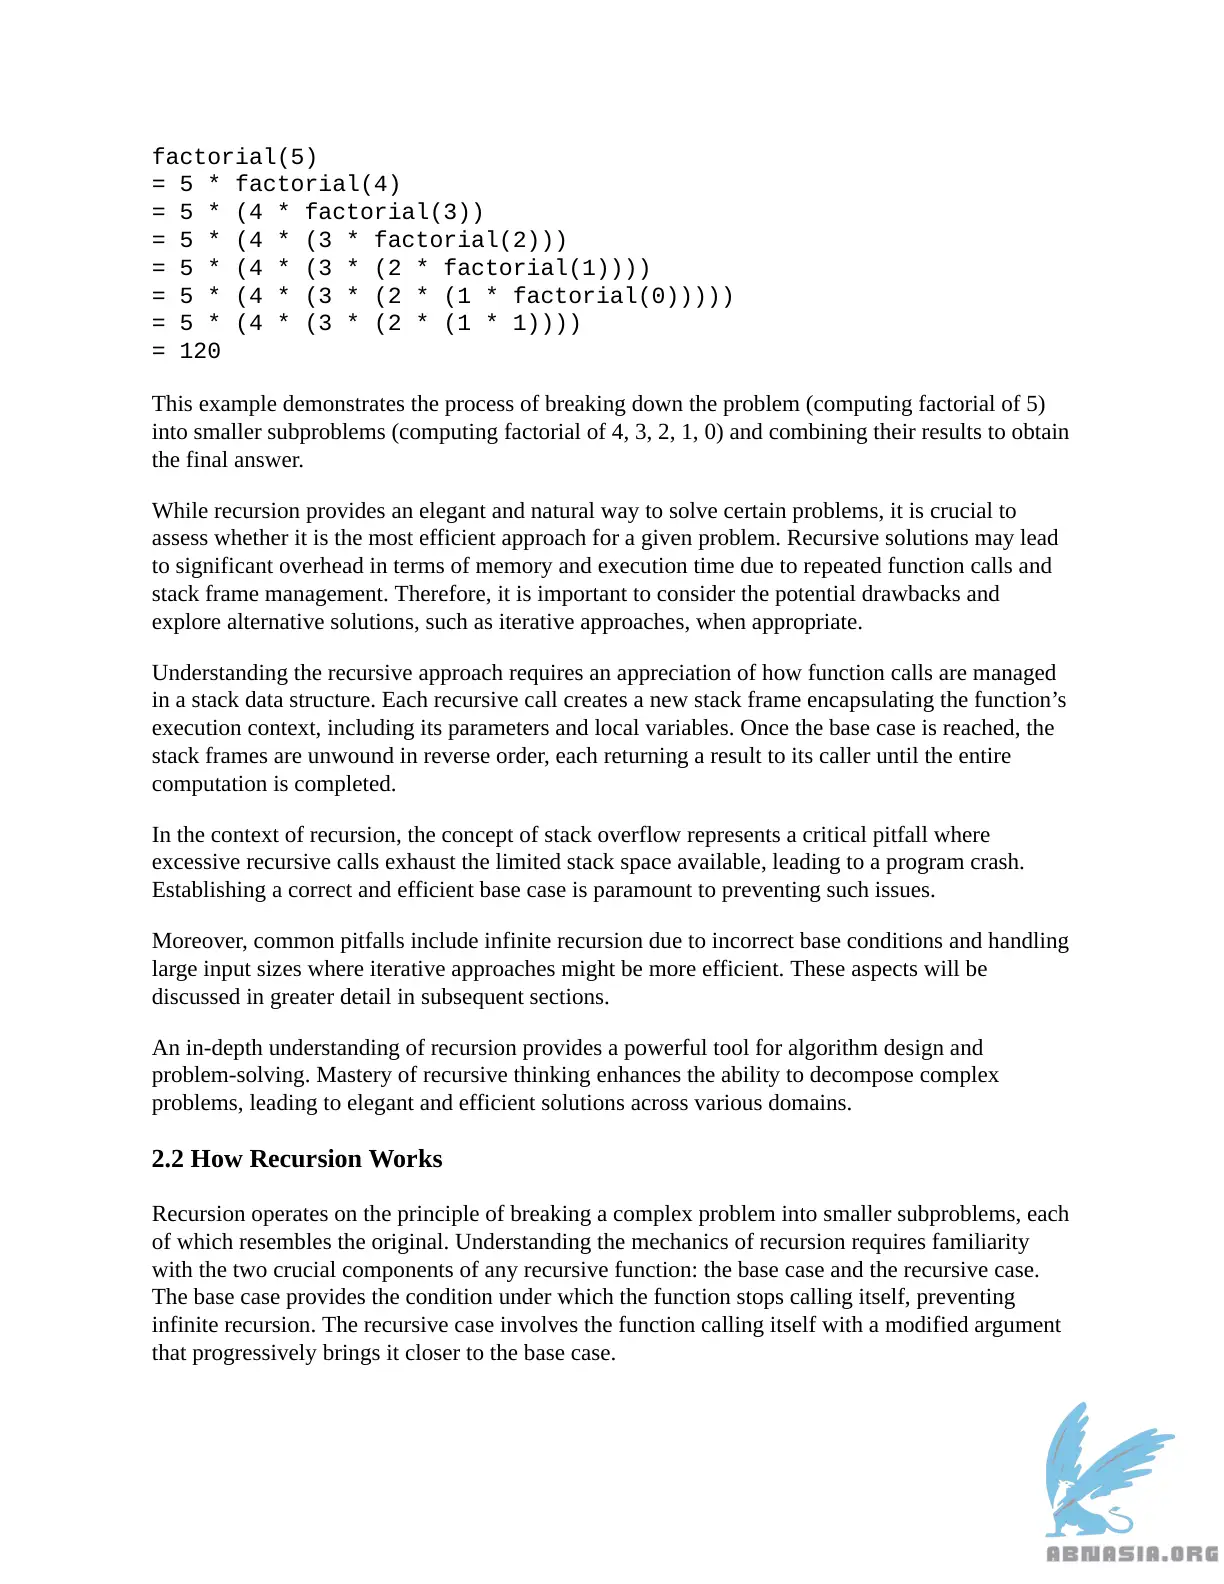 factorial(5)
= 5 * factorial(4)
= 5 * (4 * factorial(3))
= 5 * (4 * (3 * factorial(2)))
= 5 * (4 * (3 * (2 * factorial(1))))
= 5 * (4 * (3 * (2 * (1 * factorial(0)))))
= 5 * (4 * (3 * (2 * (1 * 1))))
= 120
This example demonstrates the process of breaking down the problem (computing factorial of 5)
into smaller subproblems (computing factorial of 4, 3, 2, 1, 0) and combining their results to obtain
the final answer.
While recursion provides an elegant and natural way to solve certain problems, it is crucial to
assess whether it is the most efficient approach for a given problem. Recursive solutions may lead
to significant overhead in terms of memory and execution time due to repeated function calls and
stack frame management. Therefore, it is important to consider the potential drawbacks and
explore alternative solutions, such as iterative approaches, when appropriate.
Understanding the recursive approach requires an appreciation of how function calls are managed
in a stack data structure. Each recursive call creates a new stack frame encapsulating the function’s
execution context, including its parameters and local variables. Once the base case is reached, the
stack frames are unwound in reverse order, each returning a result to its caller until the entire
computation is completed.
In the context of recursion, the concept of stack overflow represents a critical pitfall where
excessive recursive calls exhaust the limited stack space available, leading to a program crash.
Establishing a correct and efficient base case is paramount to preventing such issues.
Moreover, common pitfalls include infinite recursion due to incorrect base conditions and handling
large input sizes where iterative approaches might be more efficient. These aspects will be
discussed in greater detail in subsequent sections.
An in-depth understanding of recursion provides a powerful tool for algorithm design and
problem-solving. Mastery of recursive thinking enhances the ability to decompose complex
problems, leading to elegant and efficient solutions across various domains.
2.2 How Recursion Works
Recursion operates on the principle of breaking a complex problem into smaller subproblems, each
of which resembles the original. Understanding the mechanics of recursion requires familiarity
with the two crucial components of any recursive function: the base case and the recursive case.
The base case provides the condition under which the function stops calling itself, preventing
infinite recursion. The recursive case involves the function calling itself with a modified argument
that progressively brings it closer to the base case.
ABNASIA.ORG